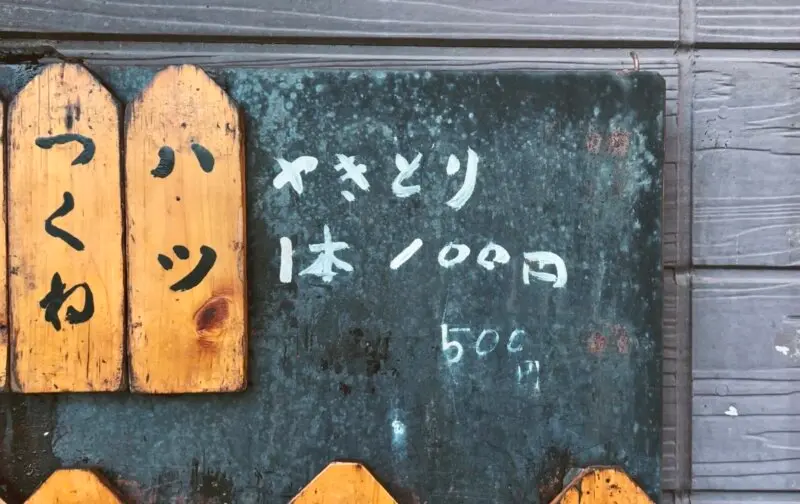 つくね
ハツ
やきとり
1本 100円
500円